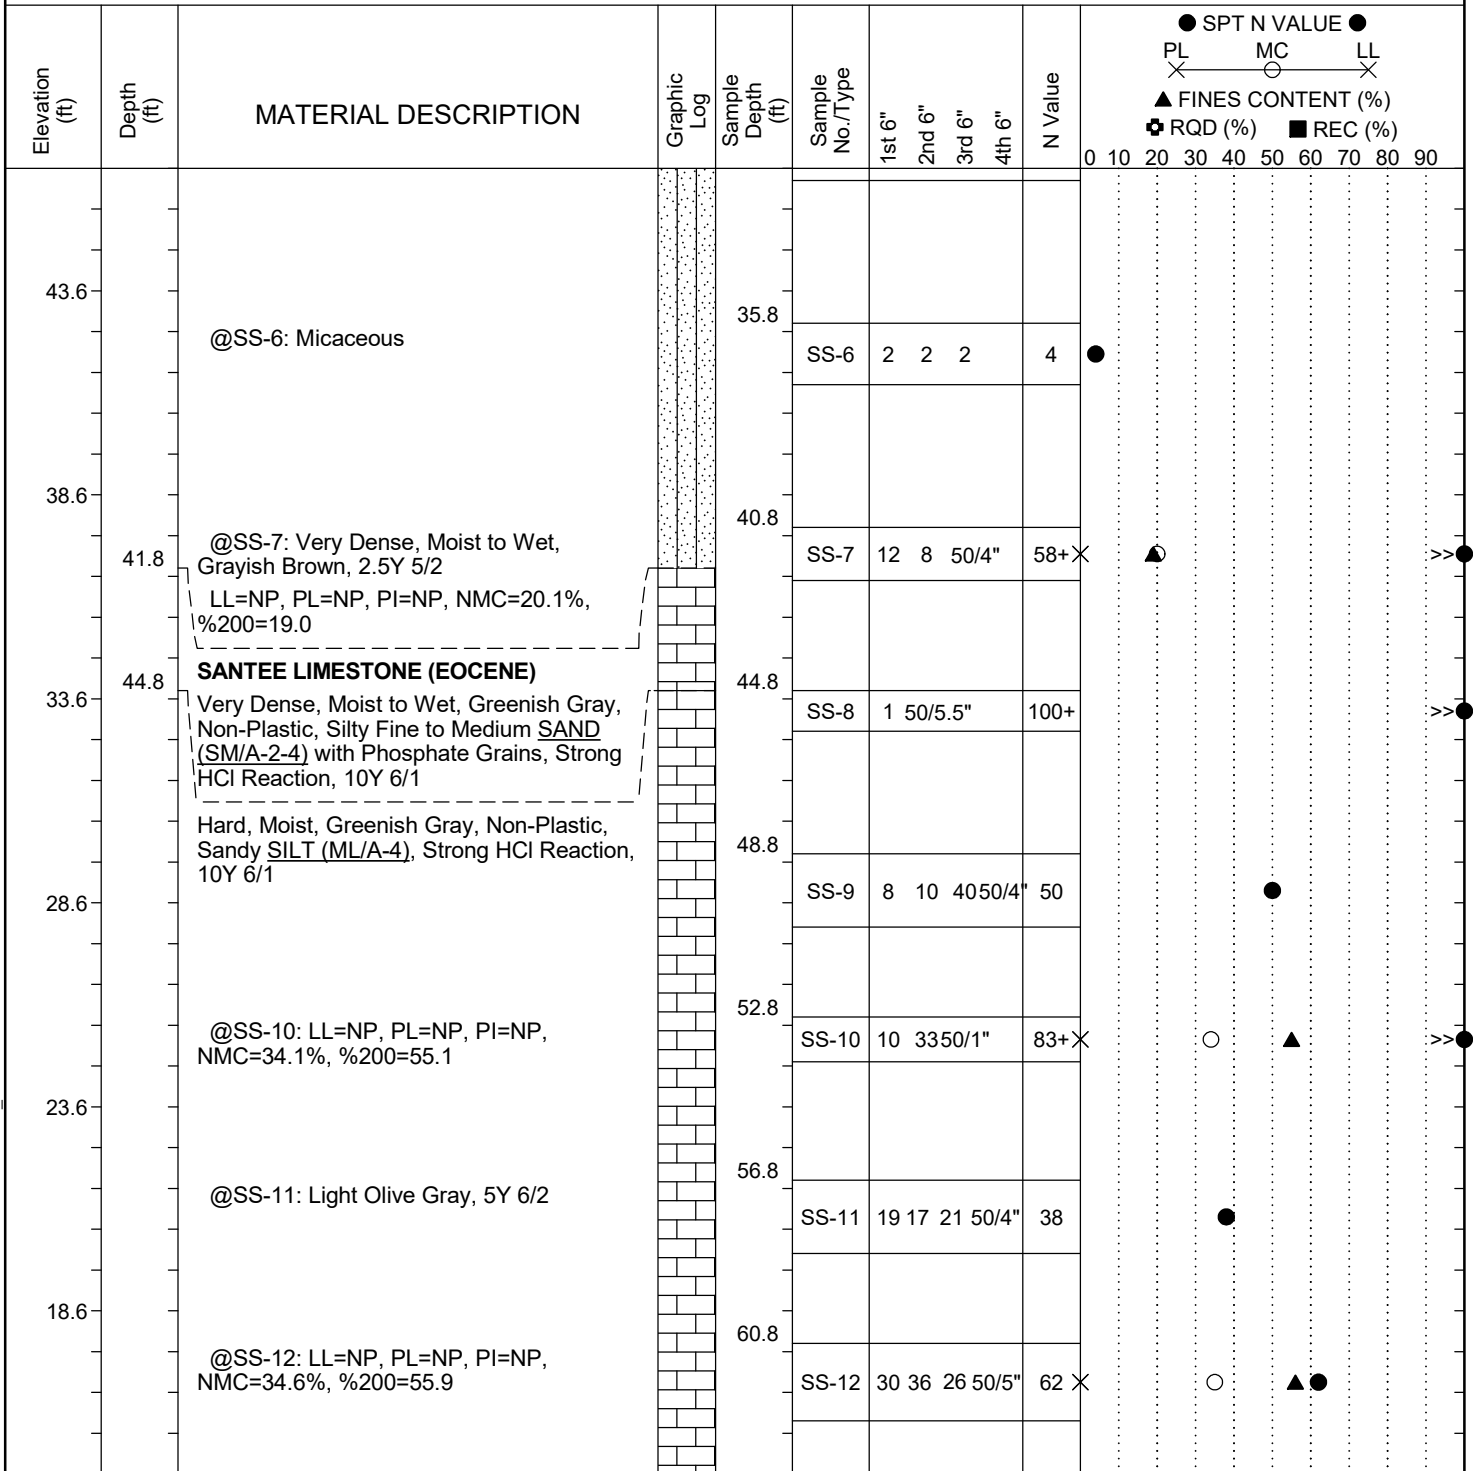 ● SPT N VALUE ●
PL MC LL
▲ FINES CONTENT (%)
RQD (%) ■ REC (%)
Elevation (ft)
Depth (ft)
MATERIAL DESCRIPTION
Graphic Log
Sample Depth (ft)
Sample No./Type
1st 6"
2nd 6"
3rd 6"
4th 6"
N Value
0 10 20 30 40 50 60 70 80 90
43.6
35.8
@SS-6: Micaceous
SS-6 2 2 2 4
38.6
40.8
41.8
@SS-7: Very Dense, Moist to Wet,
Grayish Brown, 2.5Y 5/2
SS-7 12 8 50/4" 58+ >>
LL=NP, PL=NP, PI=NP, NMC=20.1%,
%200=19.0
SANTEE LIMESTONE (EOCENE)
44.8
44.8
33.6
Very Dense, Moist to Wet, Greenish Gray,
Non-Plastic, Silty Fine to Medium SAND
(SM/A-2-4) with Phosphate Grains, Strong
HCl Reaction, 10Y 6/1
SS-8 1 50/5.5" 100+ >>
Hard, Moist, Greenish Gray, Non-Plastic,
Sandy SILT (ML/A-4), Strong HCl Reaction,
10Y 6/1
48.8
SS-9 8 10 40 50/4" 50
28.6
52.8
@SS-10: LL=NP, PL=NP, PI=NP,
NMC=34.1%, %200=55.1
SS-10 10 33 50/1" 83+ >>
23.6
56.8
@SS-11: Light Olive Gray, 5Y 6/2
SS-11 19 17 21 50/4" 38
18.6
60.8
@SS-12: LL=NP, PL=NP, PI=NP,
NMC=34.6%, %200=55.9
SS-12 30 36 26 50/5" 62